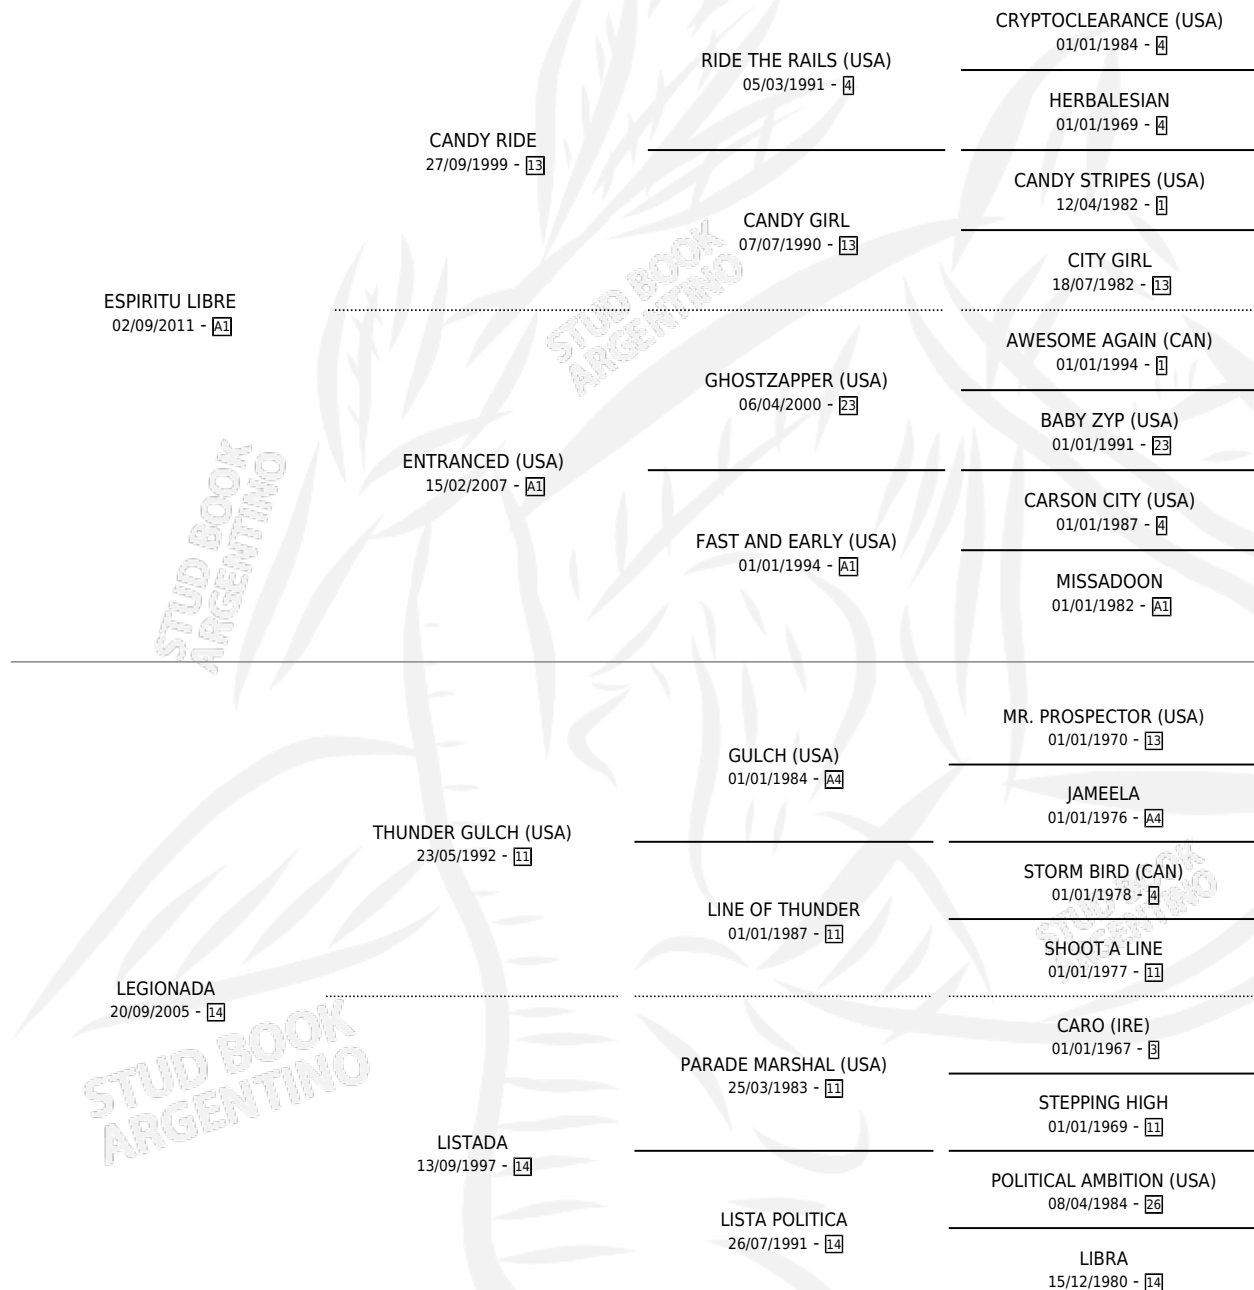 CRYPTOCLEARANCE (USA)
01/01/1984 - 4
RIDE THE RAILS (USA)
05/03/1991 - 4
HERBALESIAN
01/01/1969 - 4
CANDY RIDE
27/09/1999 - 13
CANDY STRIPES (USA)
12/04/1982 - 1
CANDY GIRL
07/07/1990 - 13
CITY GIRL
18/07/1982 - 13
ESPIRITU LIBRE
02/09/2011 - A1
STUD BOOK
ARGENTINO
AWESOME AGAIN (CAN)
01/01/1994 - 1
GHOSTZAPPER (USA)
06/04/2000 - 23
BABY ZYP (USA)
01/01/1991 - 23
ENTRANCED (USA)
15/02/2007 - A1
CARSON CITY (USA)
01/01/1987 - 4
FAST AND EARLY (USA)
01/01/1994 - A1
MISSADOON
01/01/1982 - A1
STUD BOOK
ARGENTINO
MR. PROSPECTOR (USA)
01/01/1970 - 13
GULCH (USA)
01/01/1984 - A4
JAMEELA
01/01/1976 - A4
THUNDER GULCH (USA)
23/05/1992 - 11
STORM BIRD (CAN)
01/01/1978 - 4
LINE OF THUNDER
01/01/1987 - 11
SHOOT A LINE
01/01/1977 - 11
STUD BOOK
ARGENTINO
LEGIONADA
20/09/2005 - 14
CARO (IRE)
01/01/1967 - 3
PARADE MARSHAL (USA)
25/03/1983 - 11
STEPPING HIGH
01/01/1969 - 11
STUD BOOK
ARGENTINO
LISTADA
13/09/1997 - 14
POLITICAL AMBITION (USA)
08/04/1984 - 26
LISTA POLITICA
26/07/1991 - 14
LIBRA
15/12/1980 - 14